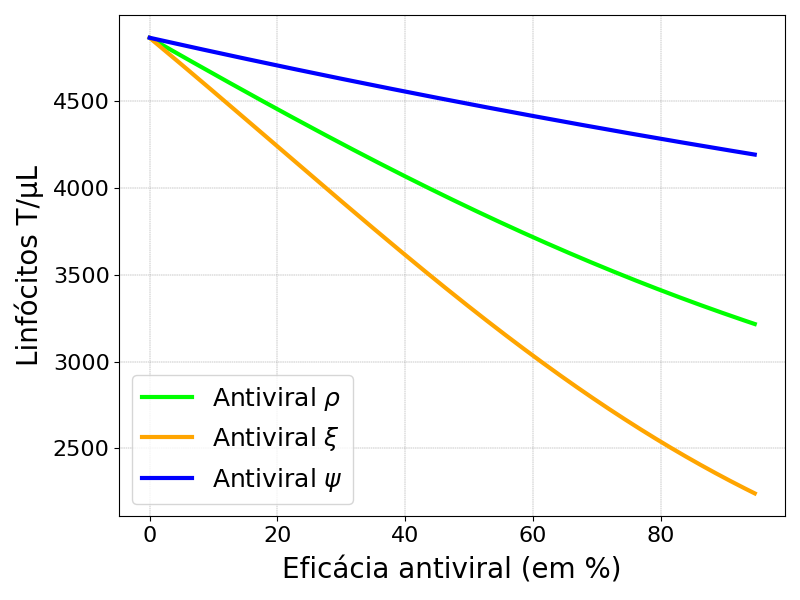 Linfócitos T/μL
4500
4000
3500
3000
2500
Antiviral ρ
Antiviral ξ
Antiviral ψ
0 20 40 60 80
Eficácia antiviral (em %)